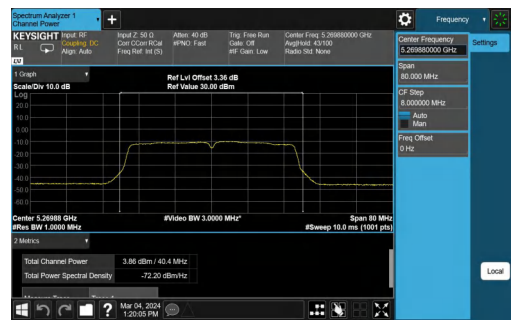 Spectrum Analyzer 1
Channel Power
Frequency
KEYSIGHT
R L
Input: RF
Coupling: DC
Align: Auto
Input Z: 50 Ω
Corr CCorr RCal
Freq Ref: Int (S)
Atten: 40 dB
#PNO: Fast
Trig: Free Run
Gate: Off
#IF Gain: Low
Center Freq: 5.269880000 GHz
Avg|Hold: 43/100
Radio Std: None
Center Frequency
5.269880000 GHz
Settings
Span
80.000 MHz
CF Step
8.000000 MHz
Auto
Man
Freq Offset
0 Hz
1 Graph
Scale/Div 10.0 dB
Ref Lvl Offset 3.36 dB
Ref Value 30.00 dBm
Log
20.0
10.0
0.00
-10.0
-20.0
-30.0
-40.0
-50.0
-60.0
Center 5.26988 GHz
#Res BW 1.0000 MHz
#Video BW 3.0000 MHz*
Span 80 MHz
#Sweep 10.0 ms (1001 pts)
2 Metrics
Total Channel Power 3.86 dBm / 40.4 MHz
Total Power Spectral Density -72.20 dBm/Hz
Local
?
Mar 04, 2024
1:20:05 PM